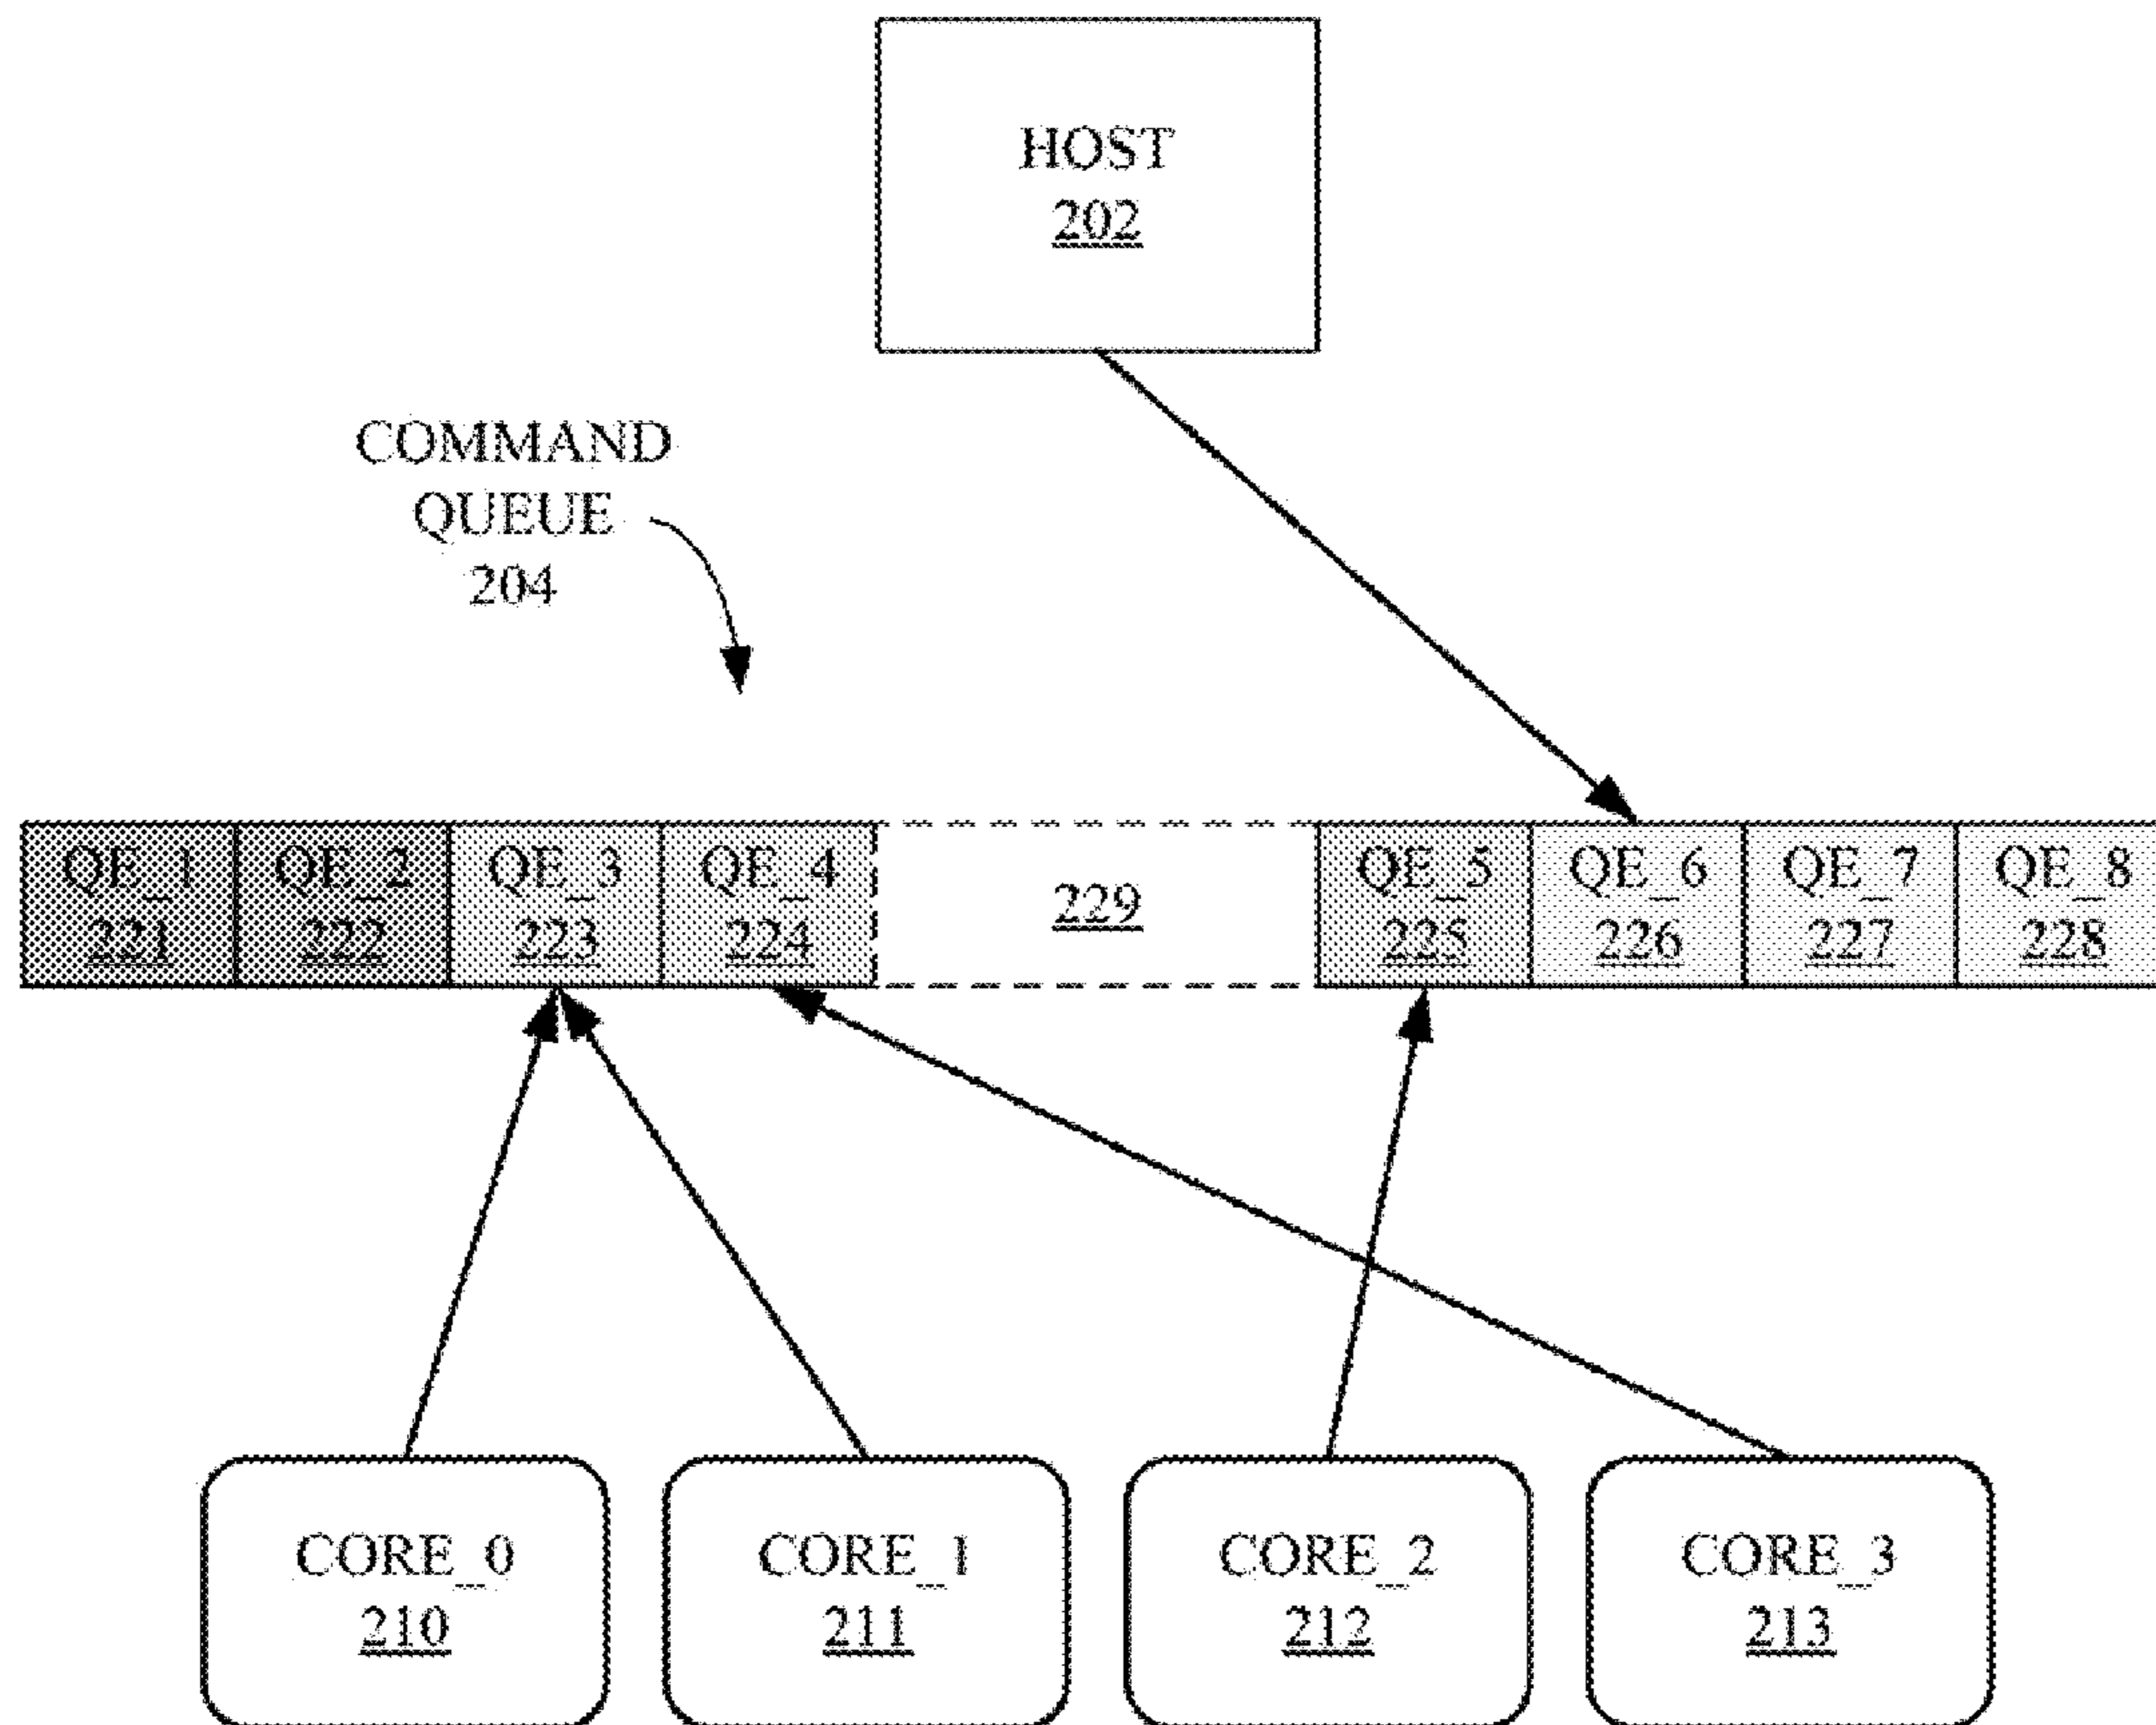 HOST
202
COMMAND
QUEUE
204
QE_1
221
QE_2
222
QE_3
223
QE_4
224
229
QE_5
225
QE_6
226
QE_7
227
QE_8
228
CORE_0
210
CORE_1
211
CORE_2
212
CORE_3
213